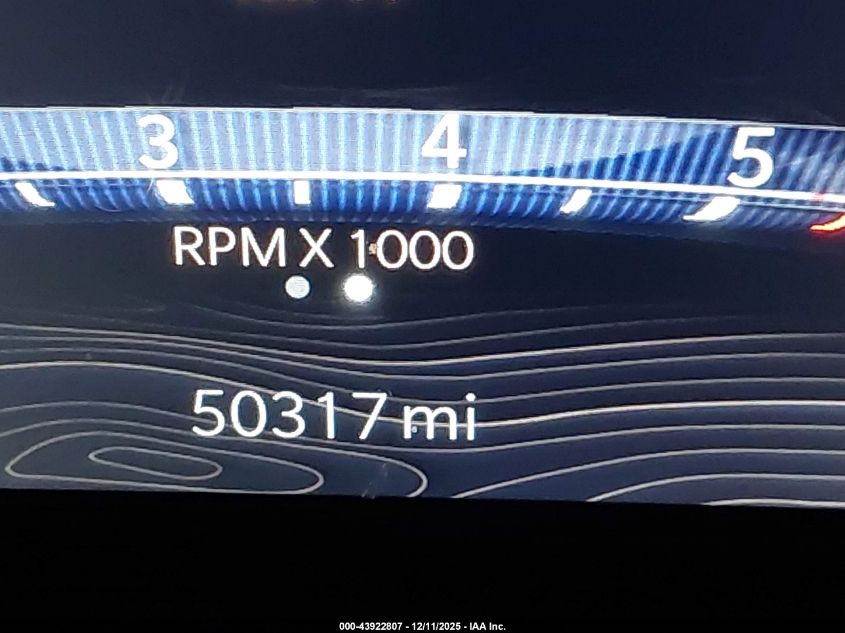 3 4 5
RPM X 1000
50317 mi
000-43922807 - 12/11/2025 - IAA Inc.